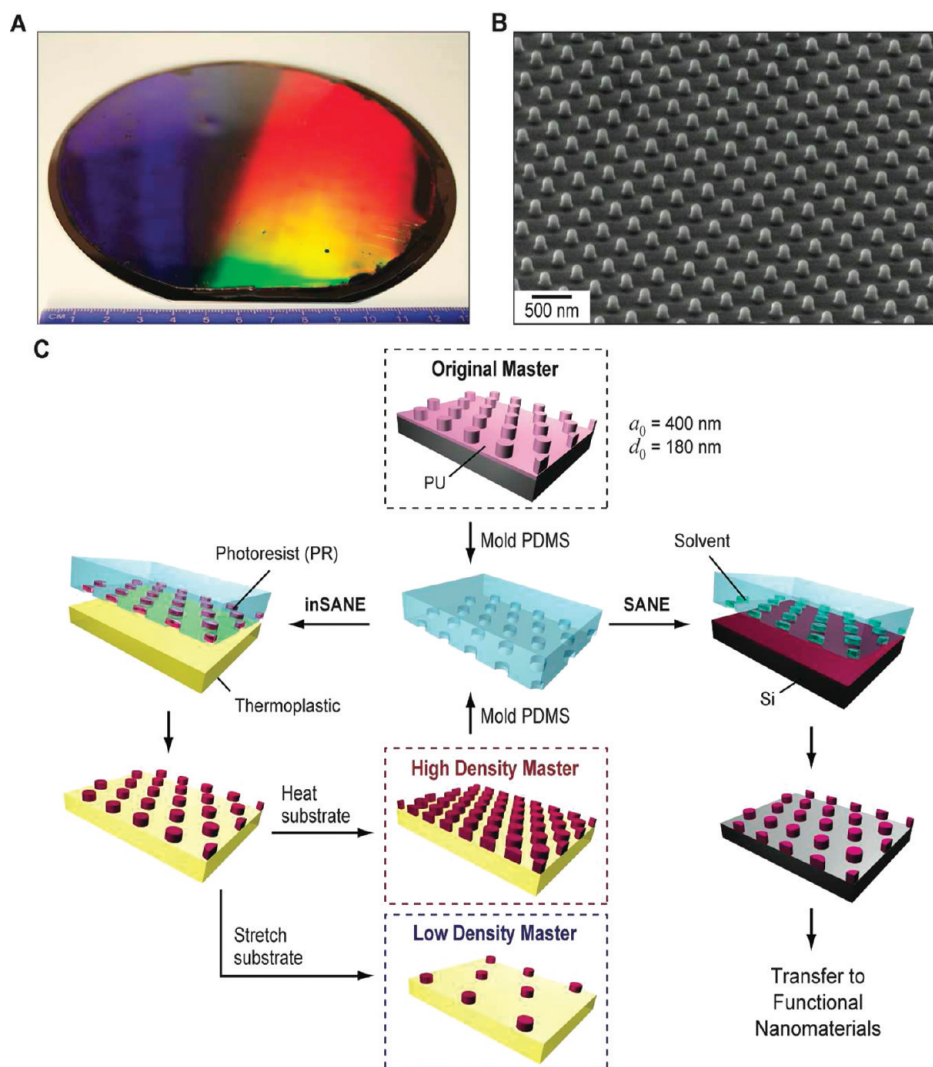 A
B
CM 1 2 3 4 5 6 7 8 9 10 11 12
500 nm
C
Original Master
a₀ = 400 nm
d₀ = 180 nm
PU
Mold PDMS
Photoresist (PR)
Solvent
inSANE
SANE
Thermoplastic
Si
Mold PDMS
High Density Master
Heat
substrate
Stretch
substrate
Low Density Master
Transfer to
Functional
Nanomaterials